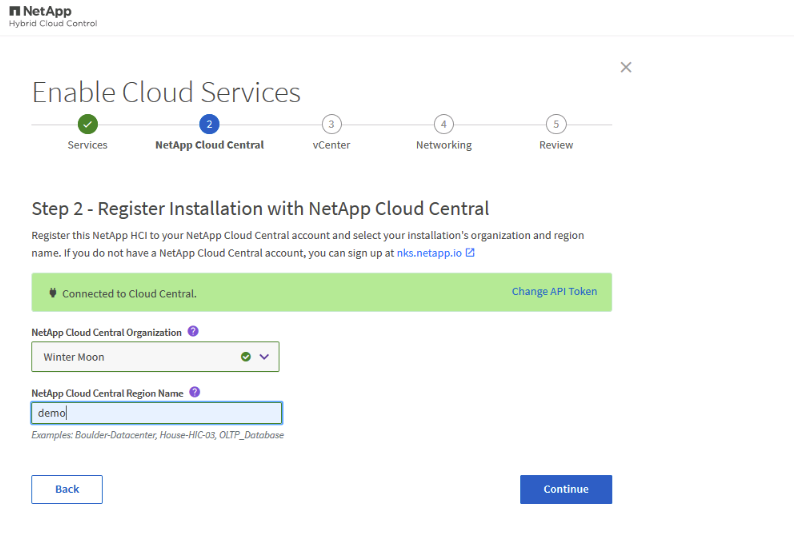 NetApp
Hybrid Cloud Control
Enable Cloud Services
2
3
4
5
Services
NetApp Cloud Central
vCenter
Networking
Review
Step 2 - Register Installation with NetApp Cloud Central
Register this NetApp HCI to your NetApp Cloud Central account and select your installation's organization and region
name. If you do not have a NetApp Cloud Central account, you can sign up at nks.netapp.io
Connected to Cloud Central.
Change API Token
NetApp Cloud Central Organization ?
Winter Moon
NetApp Cloud Central Region Name ?
demo
Examples: Boulder-Datacenter, House-HIC-03, OLTP_Database
Back
Continue